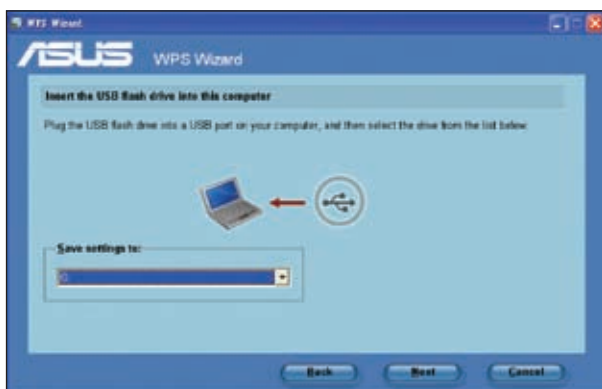 WPS Wizard
ASUS WPS Wizard
Insert the USB flash drive into this computer
Plug the USB flash drive into a USB port on your computer, and then select the drive from the list below
Save settings to:
Back Next Cancel